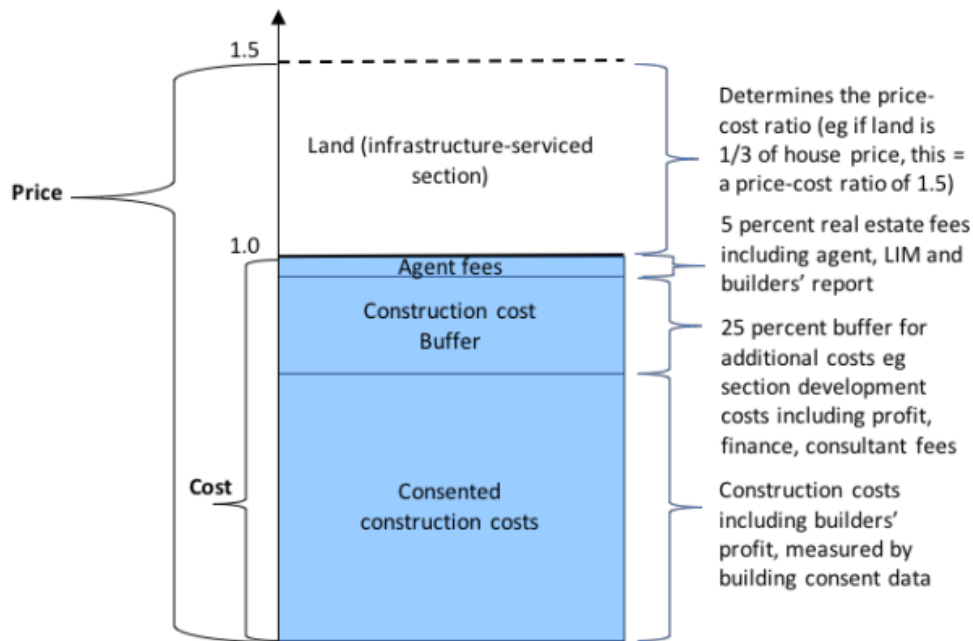 1.5
Land (infrastructure-serviced
section)
Price
1.0
Agent fees
Construction cost
Buffer
Cost
Consented
construction costs
Determines the price-
cost ratio (eg if land is
1/3 of house price, this =
a price-cost ratio of 1.5)
5 percent real estate fees
including agent, LIM and
builders’ report
25 percent buffer for
additional costs eg
section development
costs including profit,
finance, consultant fees
Construction costs
including builders’
profit, measured by
building consent data